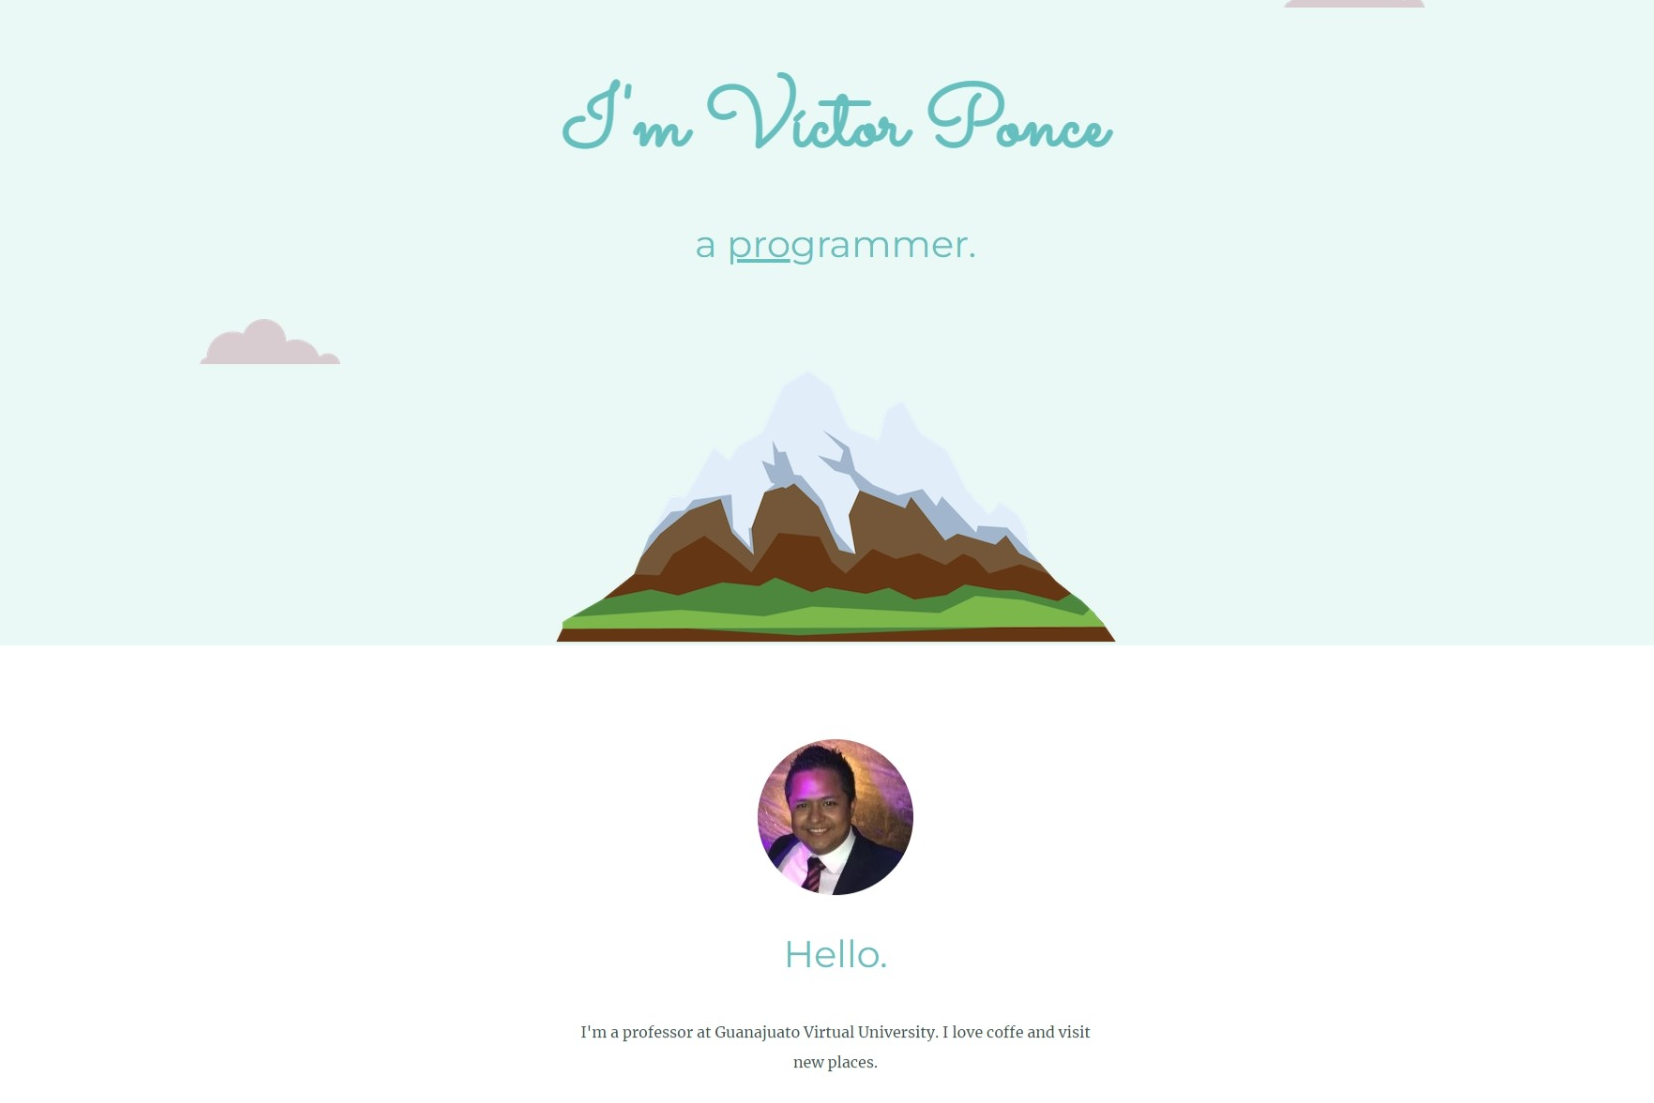 I'm Víctor Ponce
a programmer.
Hello.
I'm a professor at Guanajuato Virtual University. I love coffe and visit
new places.